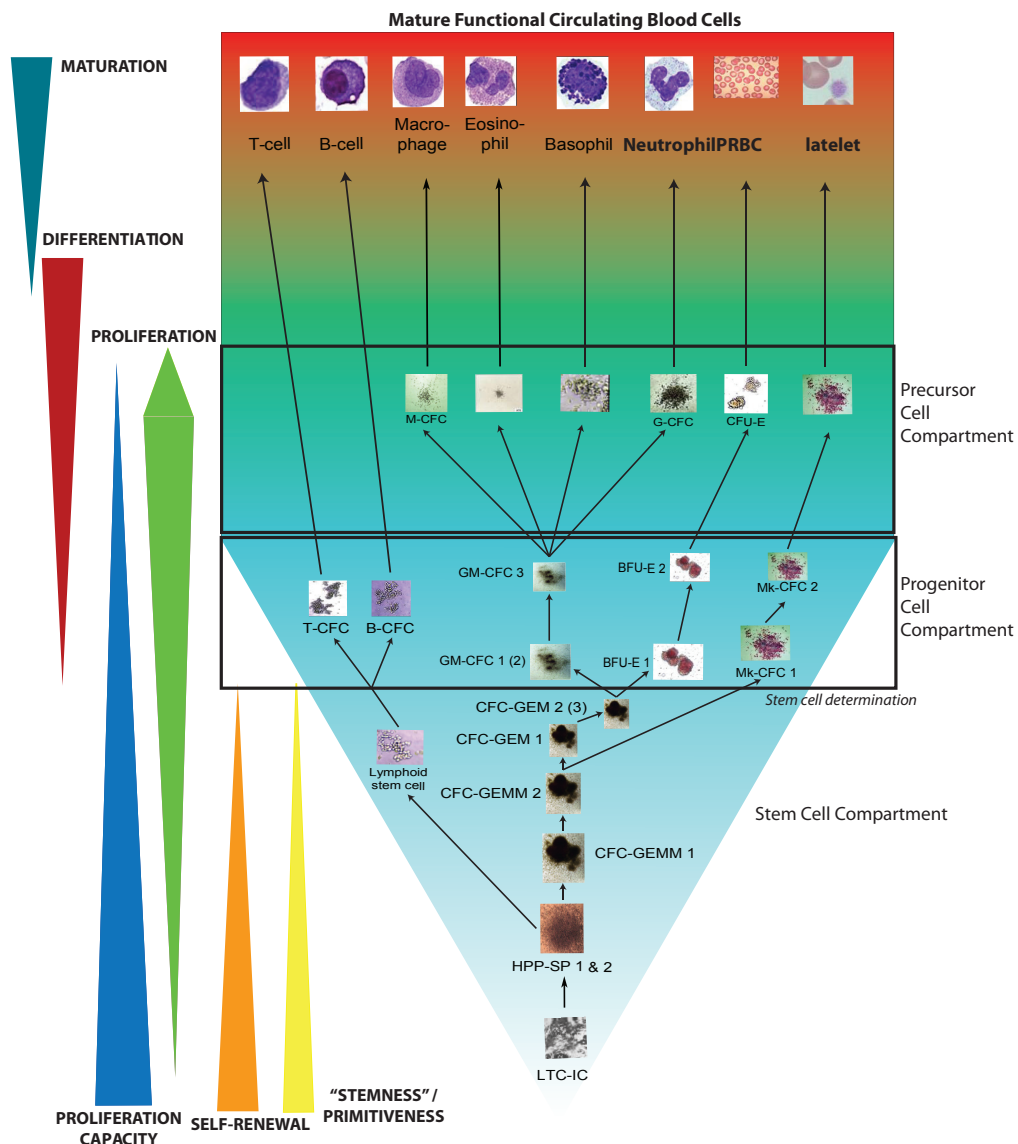 Mature Functional Circulating Blood Cells
MATURATION
T-cell
B-cell
Macro-
phage
Eosino-
phil
Basophil
NeutrophilPRBC
latelet
DIFFERENTIATION
PROLIFERATION
M-CFC
G-CFC
CFU-E
Precursor
Cell
Compartment
GM-CFC 3
BFU-E 2
Mk-CFC 2
T-CFC
B-CFC
Progenitor
Cell
Compartment
GM-CFC 1 (2)
BFU-E 1
Mk-CFC 1
Stem cell determination
CFC-GEM 2 (3)
CFC-GEM 1
Lymphoid
stem cell
CFC-GEMM 2
Stem Cell Compartment
CFC-GEMM 1
HPP-SP 1 & 2
LTC-IC
"STEMNESS" /
PRIMITIVENESS
PROLIFERATION
CAPACITY
SELF-RENEWAL